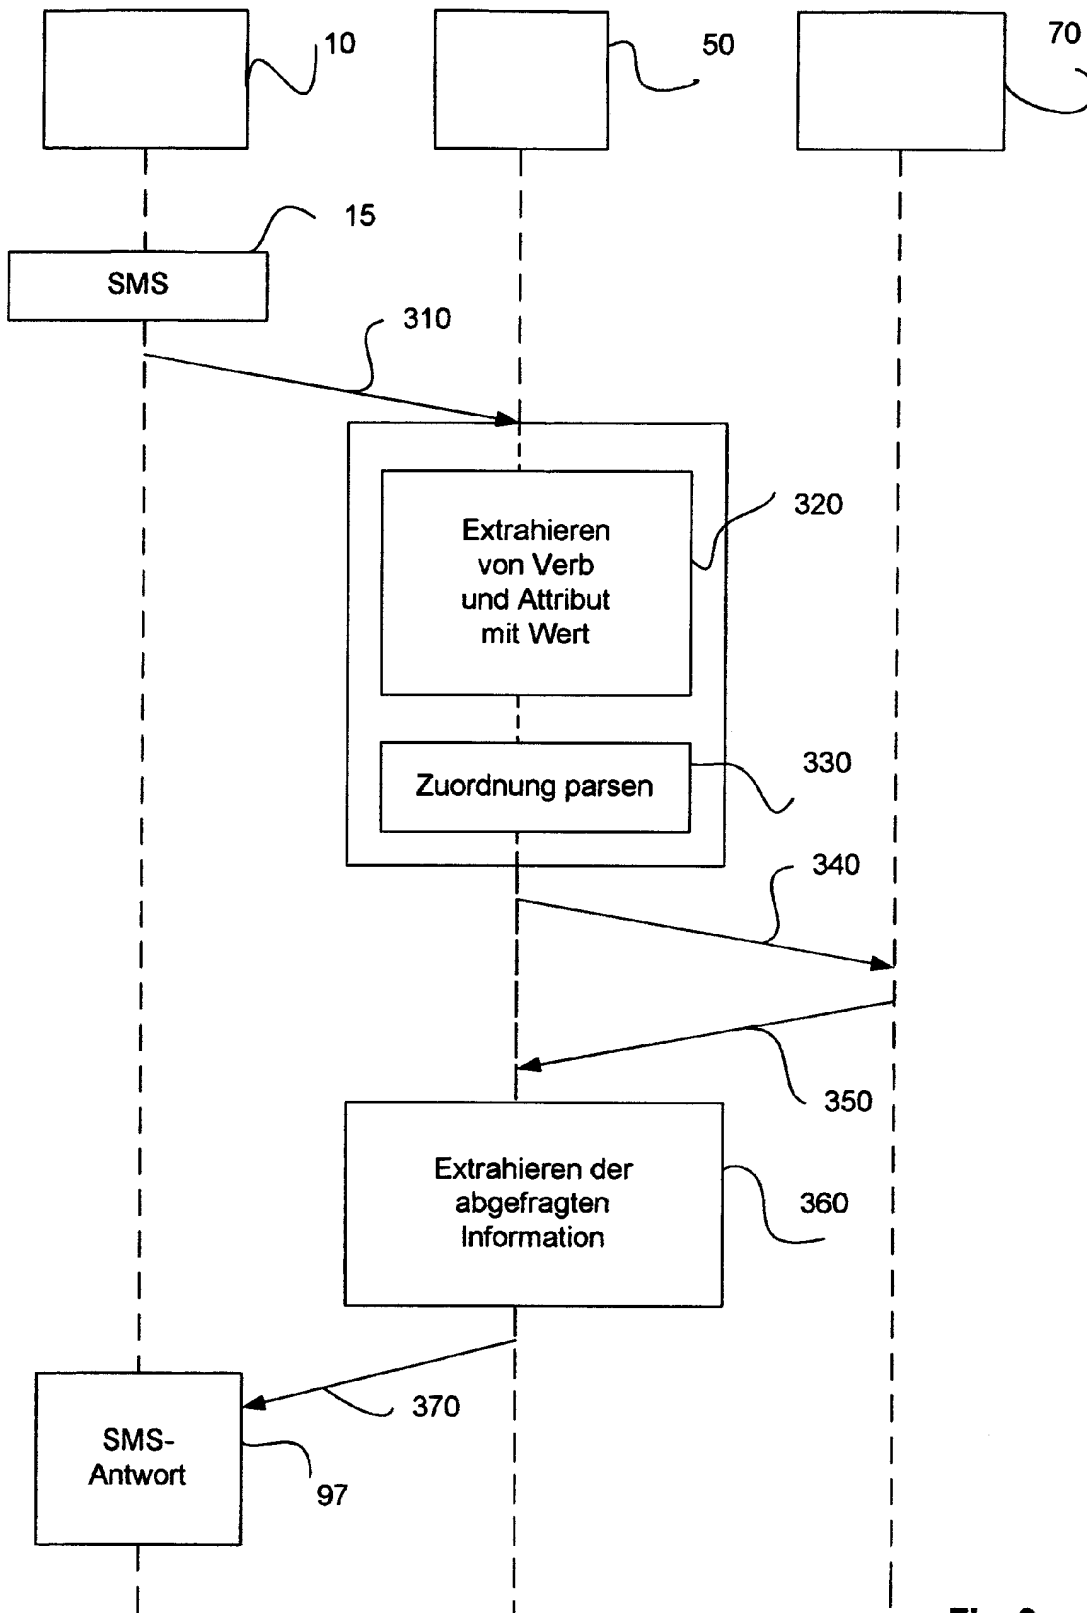 10
50
70
15
SMS
310
320
Extrahieren
von Verb
und Attribut
mit Wert
330
Zuordnung parsen
340
350
Extrahieren der
abgefragten
Information
360
370
SMS-
Antwort
97